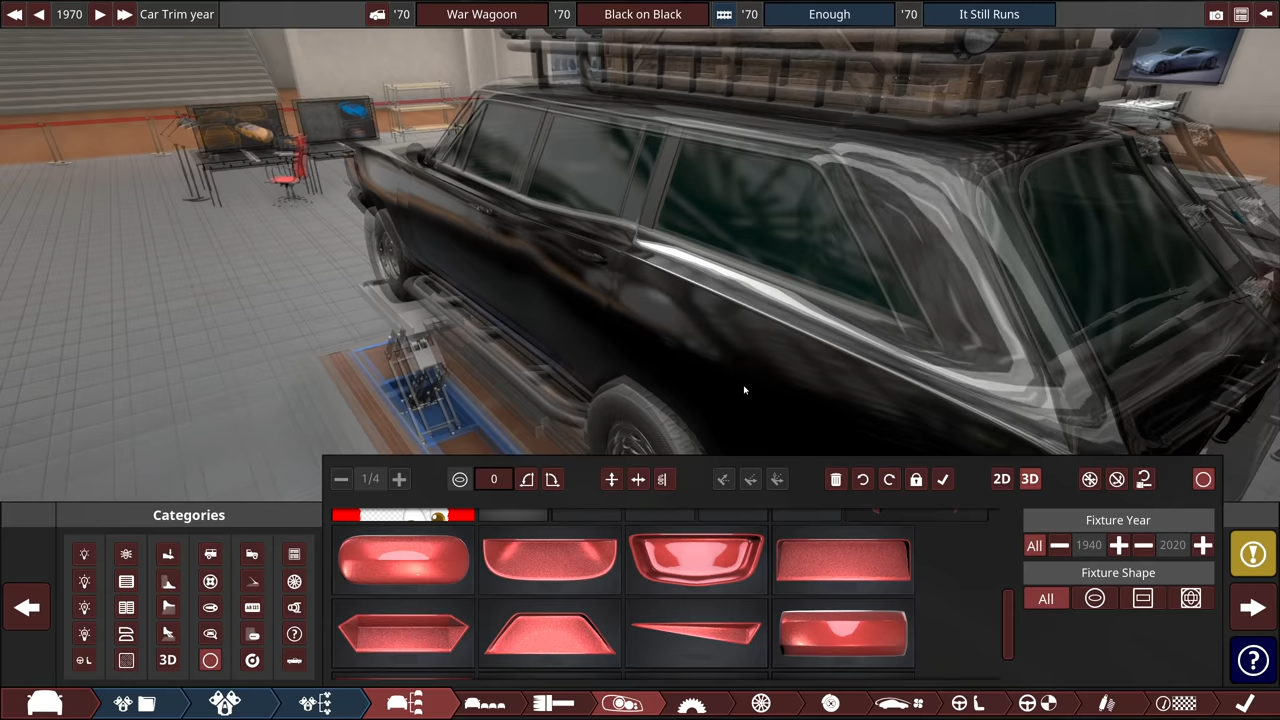 1970 Car Trim year '70 War Wagoon '70 Black on Black '70 Enough '70 It Still Runs
1/4 0 2D 3D
Categories
Fixture Year
All 1940 2020
Fixture Shape
All
3D